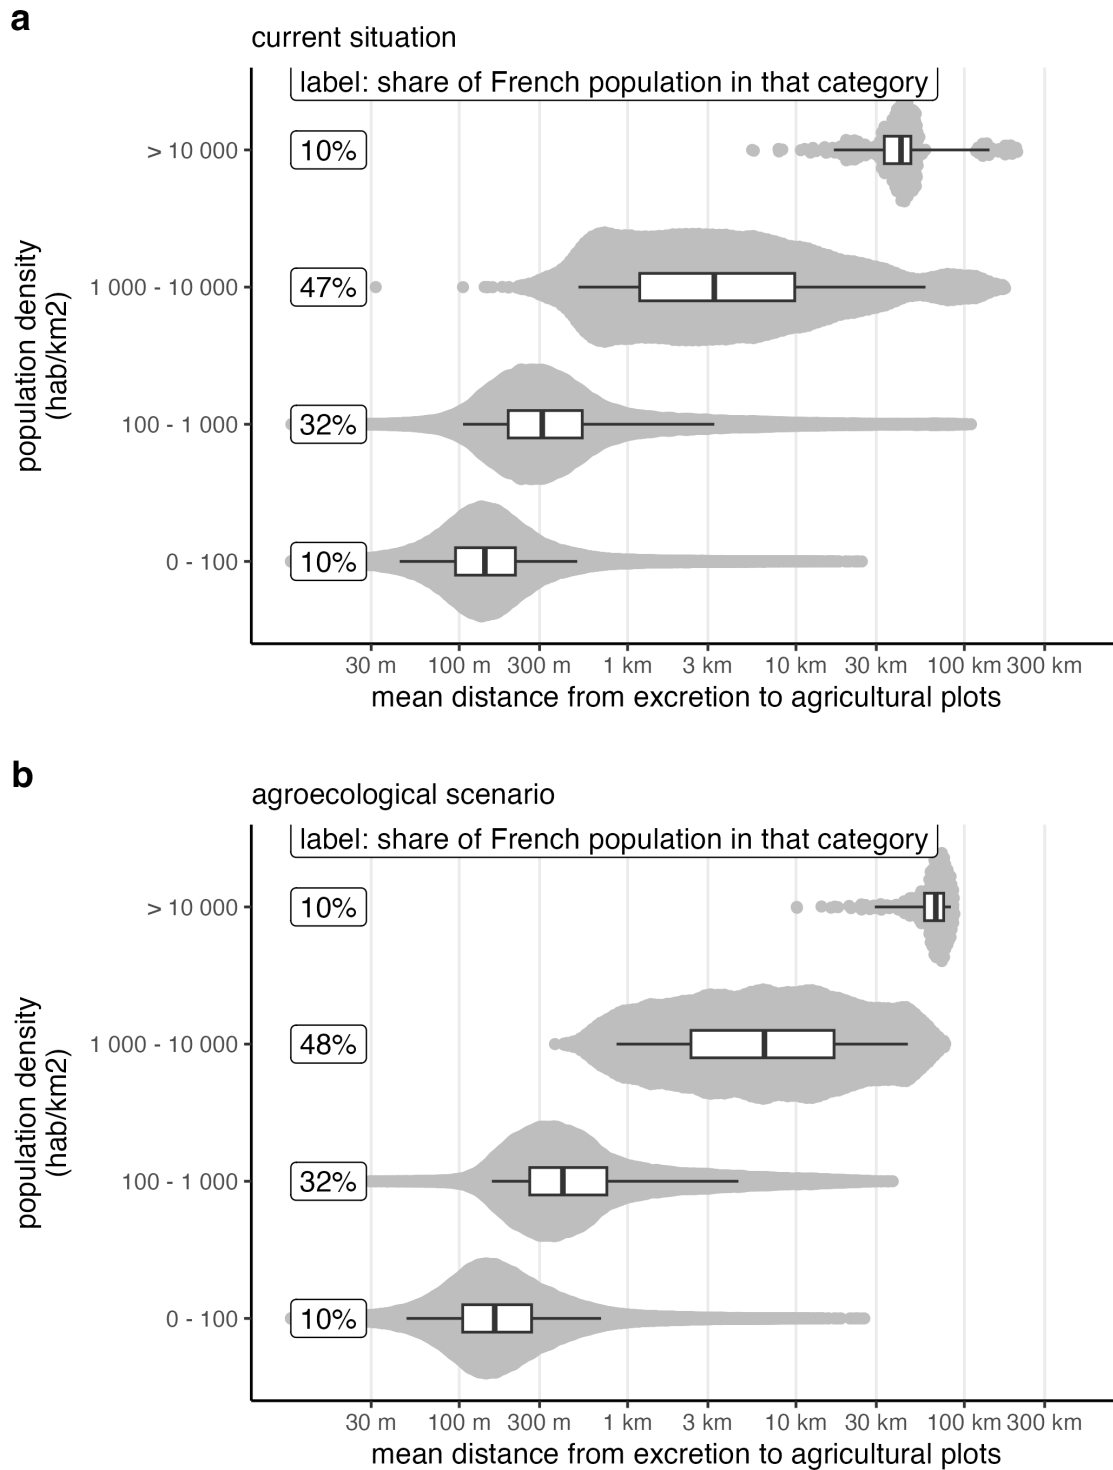 a
current situation
label: share of French population in that category
> 10 000
10%
1 000 - 10 000
47%
100 - 1 000
32%
0 - 100
10%
population density
(hab/km2)
30 m 100 m 300 m 1 km 3 km 10 km 30 km 100 km 300 km
mean distance from excretion to agricultural plots
b
agroecological scenario
label: share of French population in that category
> 10 000
10%
1 000 - 10 000
48%
100 - 1 000
32%
0 - 100
10%
population density
(hab/km2)
30 m 100 m 300 m 1 km 3 km 10 km 30 km 100 km 300 km
mean distance from excretion to agricultural plots